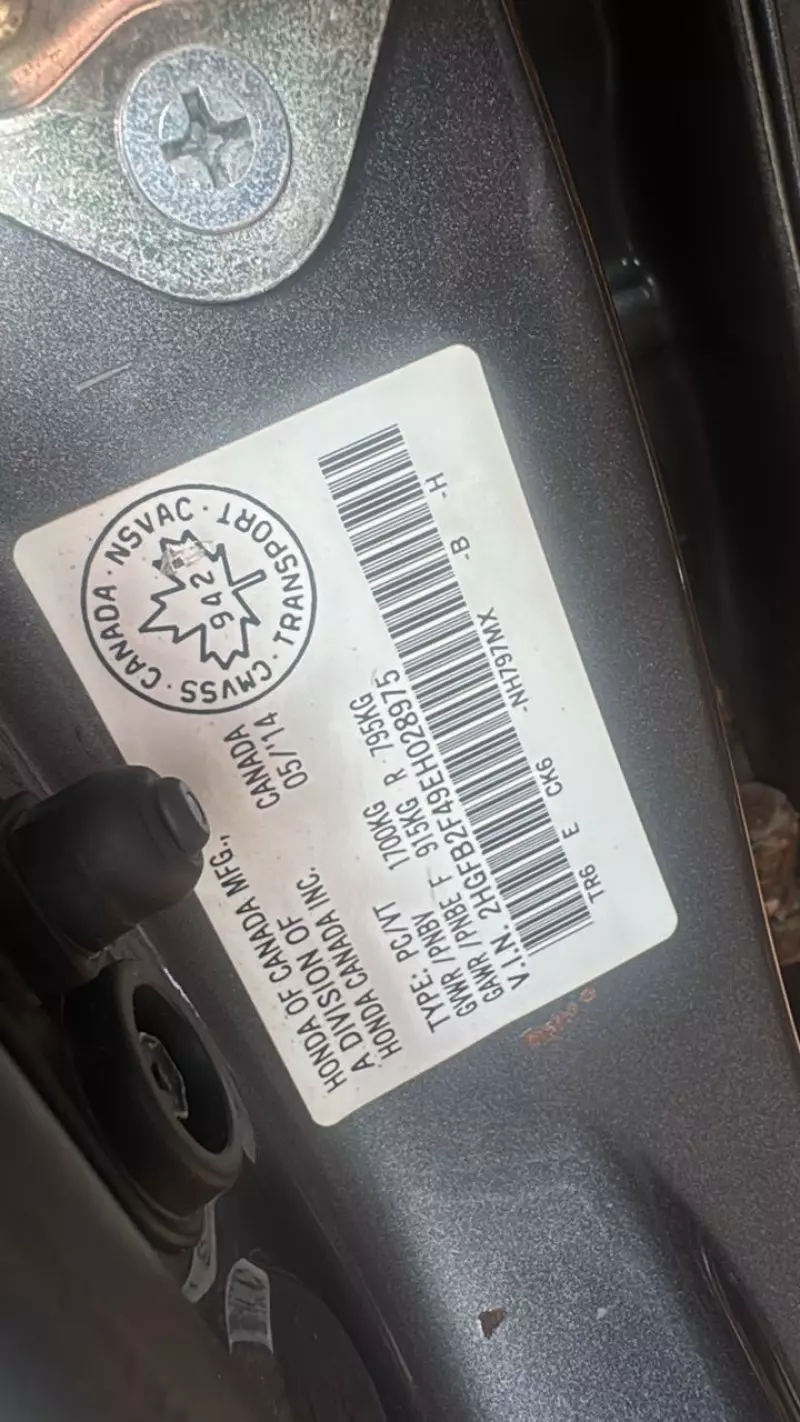 HONDA OF CANADA MFG., CANADA
A DIVISION OF 05/'14
HONDA CANADA INC.
CANADA · NSVAC · TRANSPORT · CMVSS ·
942
TYPE: PC/VT
GVWR /PNBV 1700KG
GAWR /PNBE F 915KG R 795KG
V.I.N. 2HGFB2F49EH028975
TR6 E CK6 -NH797MX -B -H